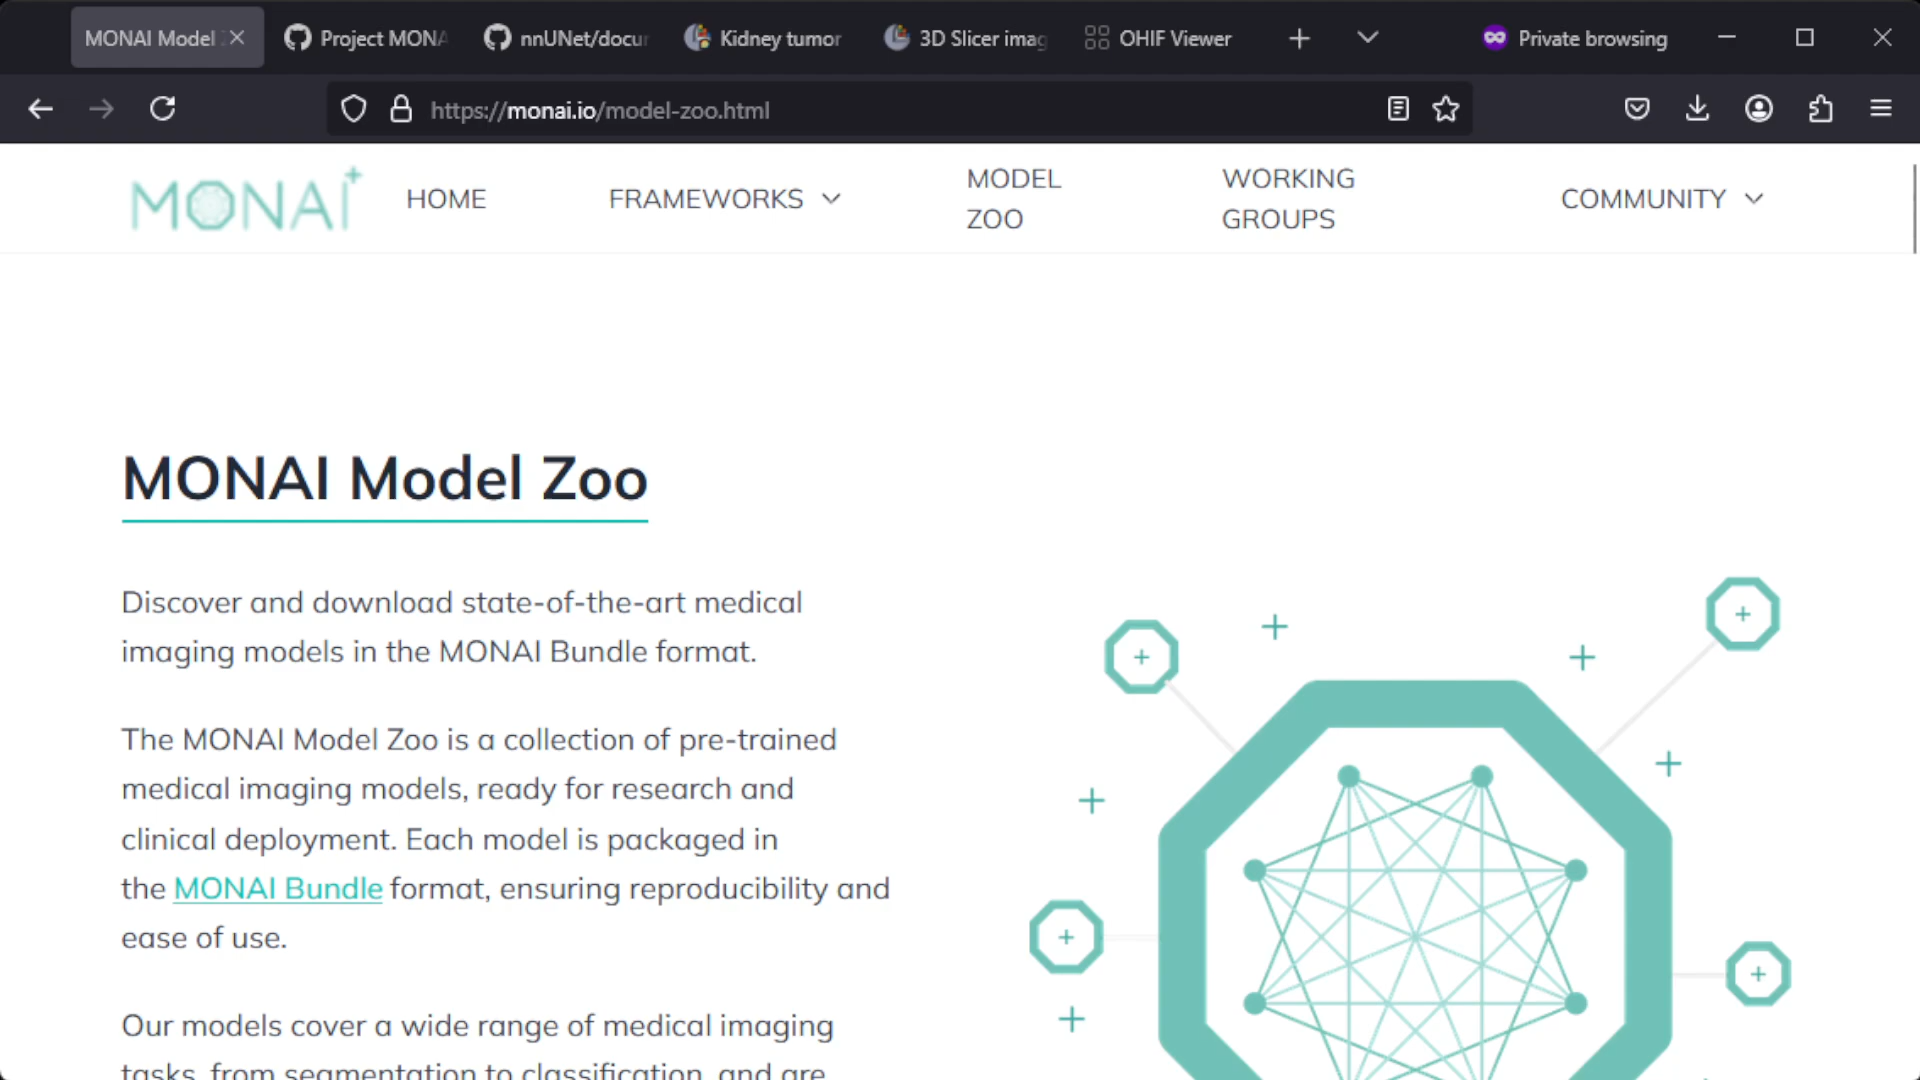 MONAI Model
Project MONA
nnUNet/docu
Kidney tumor
3D Slicer imag
OHIF Viewer
Private browsing
https://monai.io/model-zoo.html
MONAI
HOME
FRAMEWORKS
MODEL
ZOO
WORKING
GROUPS
COMMUNITY
MONAI Model Zoo
Discover and download state-of-the-art medical
imaging models in the MONAI Bundle format.
The MONAI Model Zoo is a collection of pre-trained
medical imaging models, ready for research and
clinical deployment. Each model is packaged in
the MONAI Bundle format, ensuring reproducibility and
ease of use.
Our models cover a wide range of medical imaging
tasks, from segmentation to classification, and are